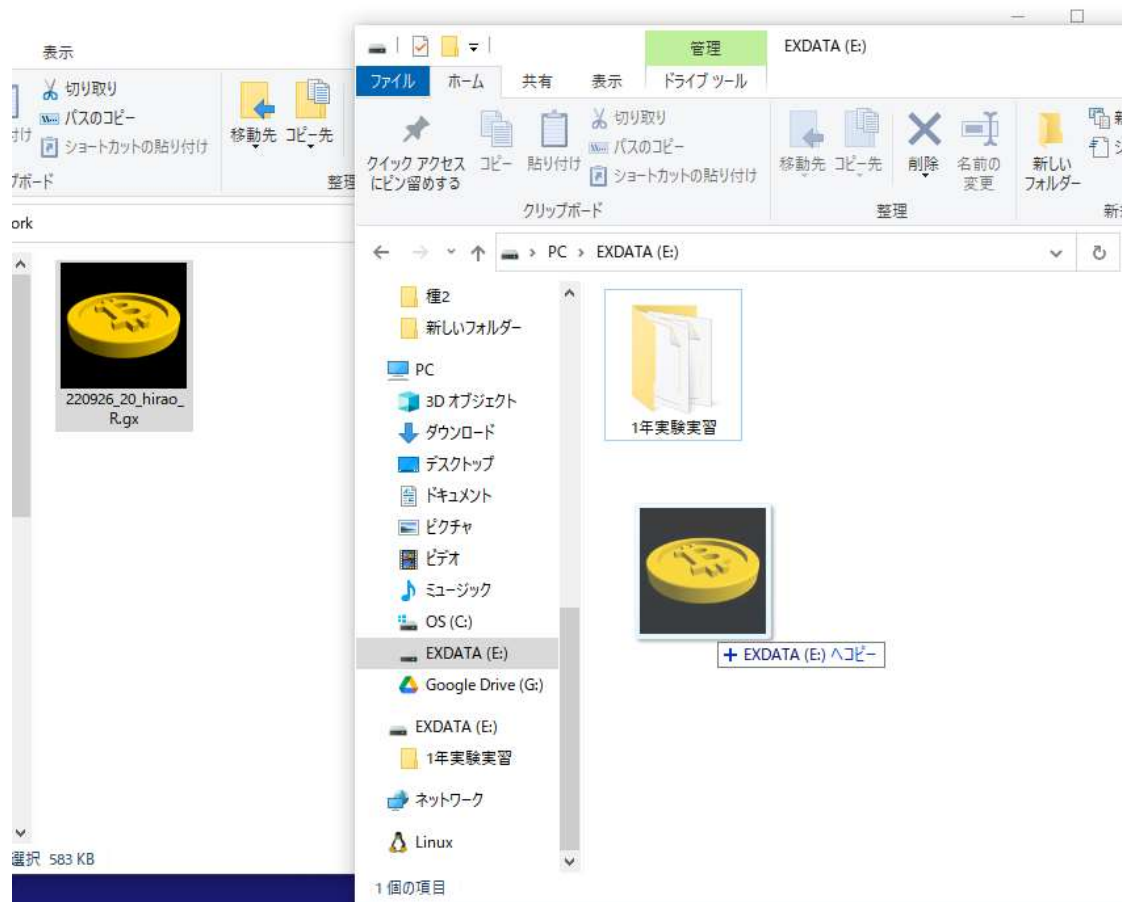 表示
切り取り
パスのコピー
ショートカットの貼り付け
移動先
コピー先
整理
ork
220926_20_hirao_
R.gx
選択 583 KB
管理
EXDATA (E:)
ファイル
ホーム
共有
表示
ドライブ ツール
クイック アクセス
にピン留めする
コピー
貼り付け
切り取り
パスのコピー
ショートカットの貼り付け
クリップボード
移動先
コピー先
削除
名前の
変更
整理
新しい
フォルダー
PC > EXDATA (E:)
種2
新しいフォルダー
PC
3D オブジェクト
ダウンロード
デスクトップ
ドキュメント
ピクチャ
ビデオ
ミュージック
OS (C:)
EXDATA (E:)
Google Drive (G:)
EXDATA (E:)
1年実験実習
ネットワーク
Linux
1年実験実習
+ EXDATA (E:) へコピー
1 個の項目